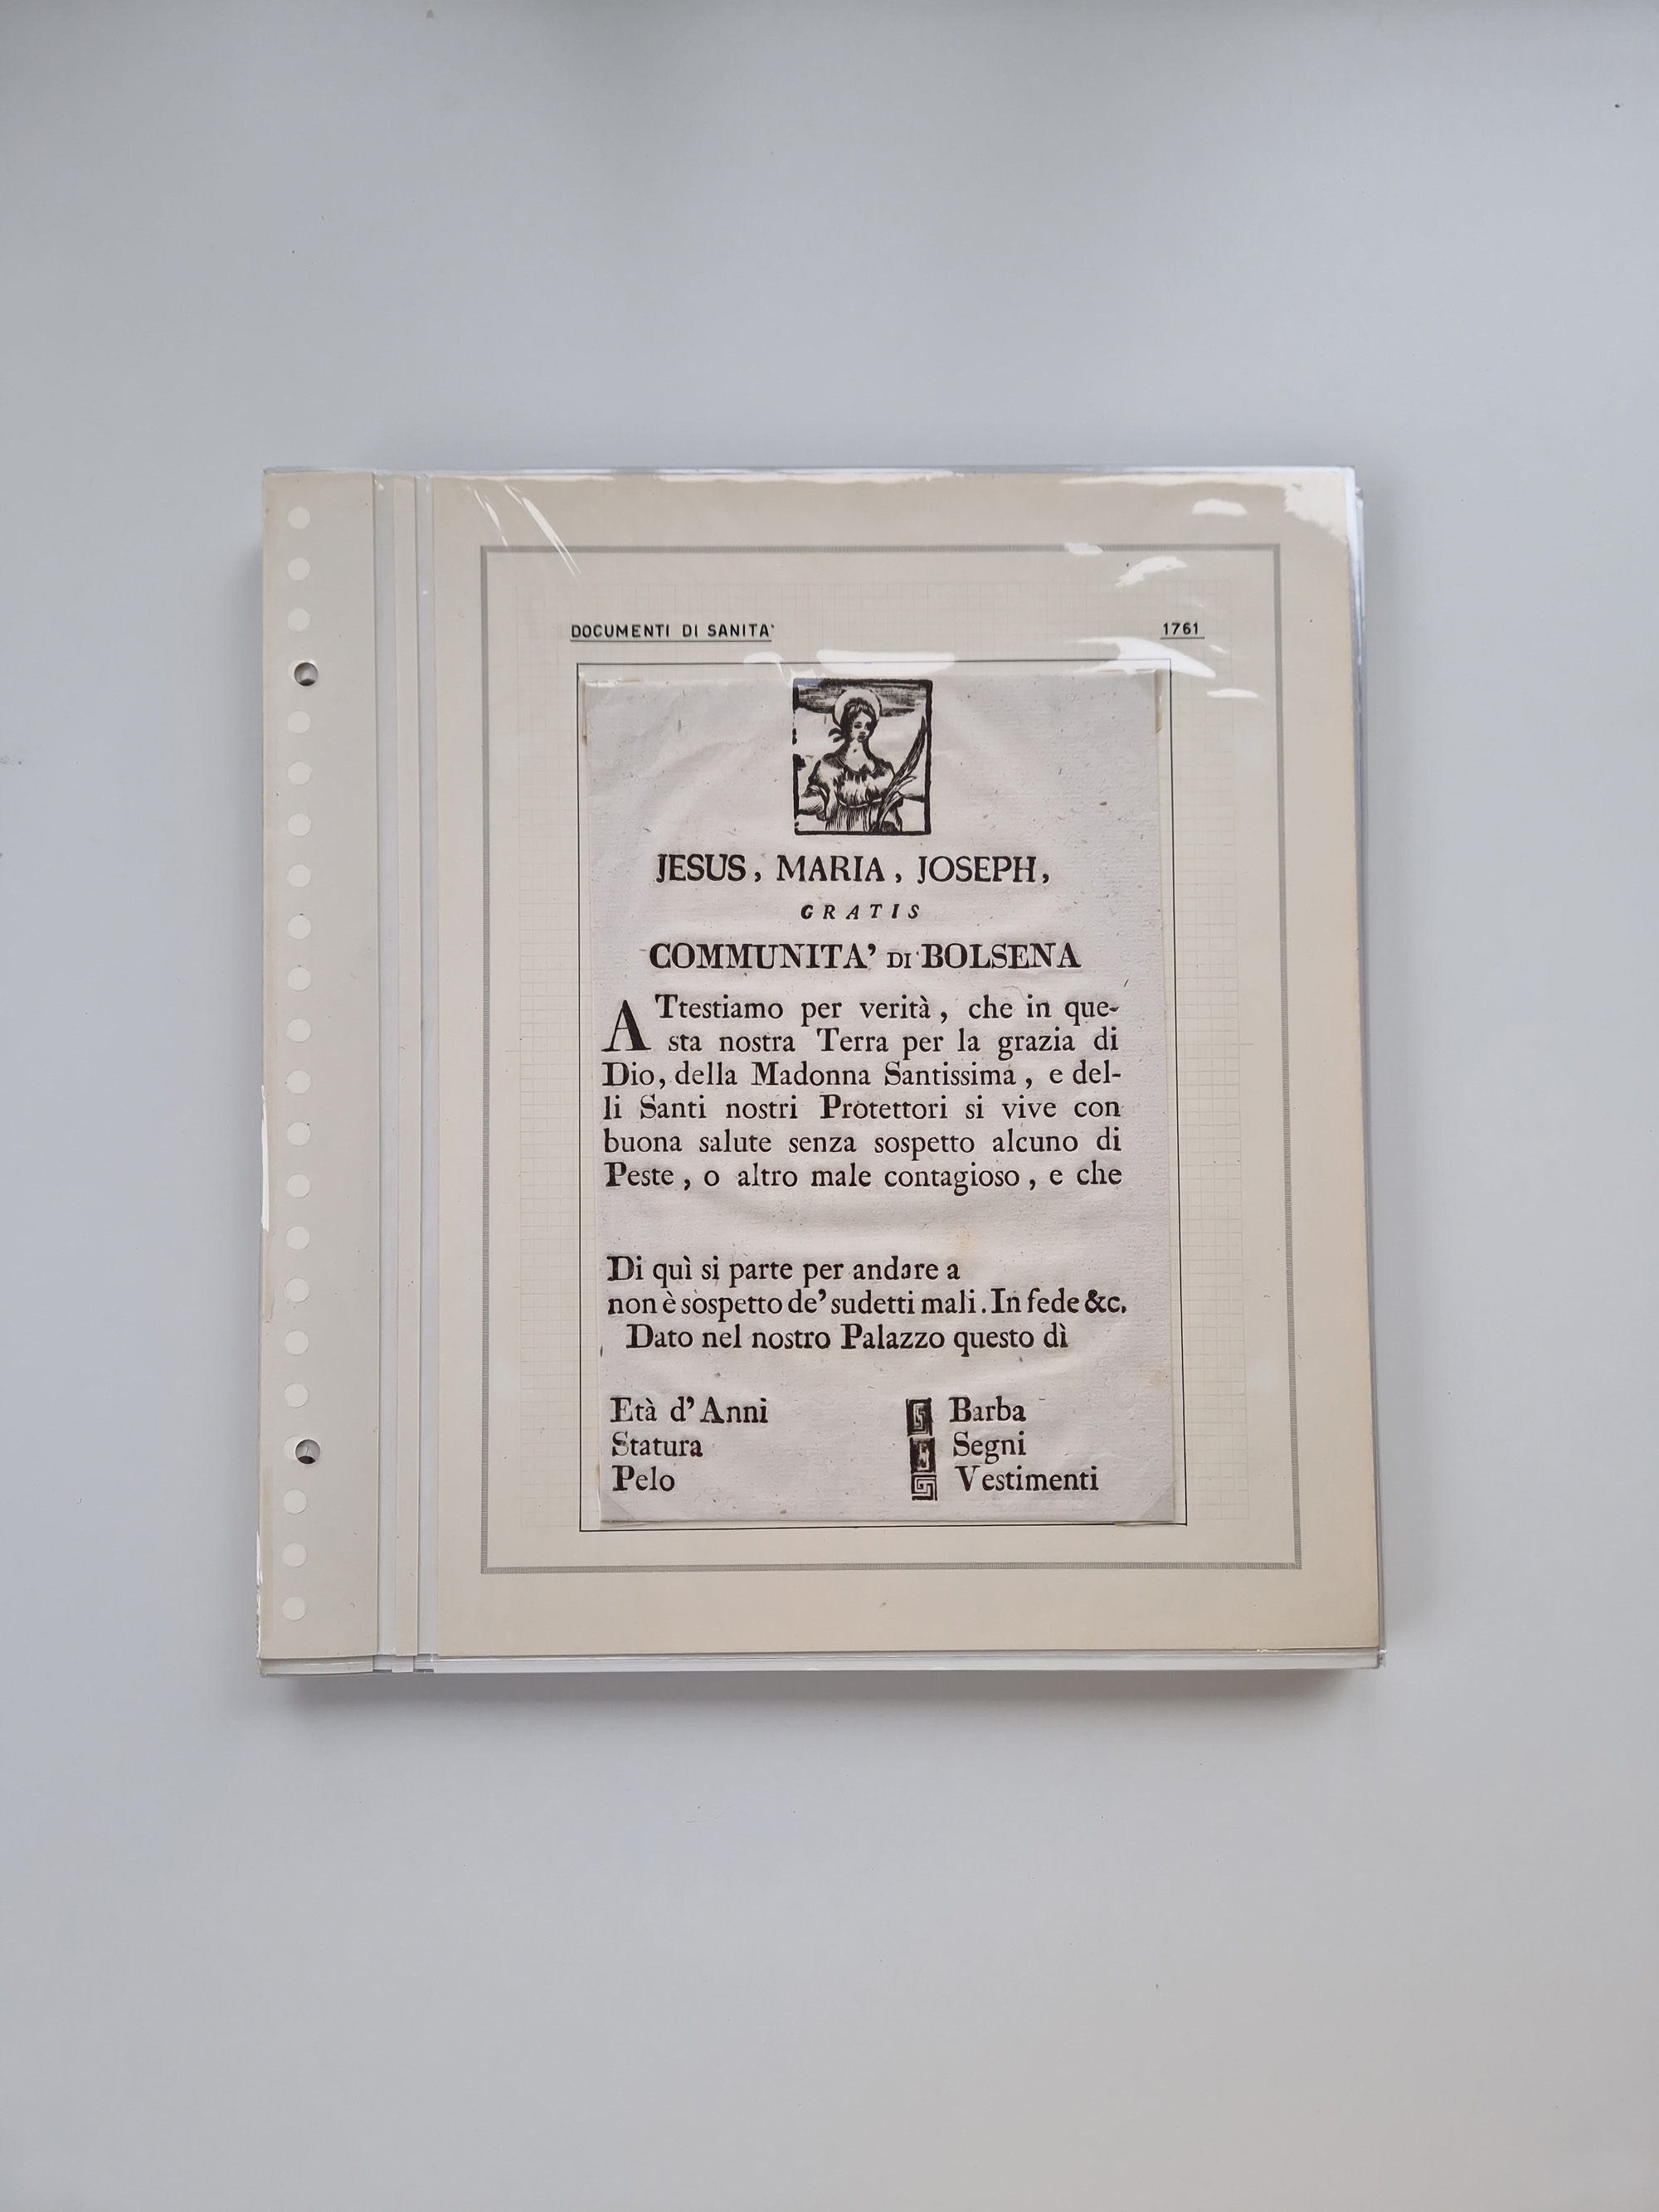 DOCUMENTI DI SANITA'
1761
JESUS, MARIA, JOSEPH,
GRATIS
COMMUNITA' DI BOLSENA
ATtestiamo per verità, che in que-
sta nostra Terra per la grazia di
Dio, della Madonna Santissima, e del-
li Santi nostri Protettori si vive con
buona salute senza sospetto alcuno di
Peste, o altro male contagioso, e che
Di quì si parte per andare a
non è sospetto de' sudetti mali. In fede &c.
Dato nel nostro Palazzo questo dì
Età d'Anni
Statura
Pelo
Barba
Segni
Vestimenti